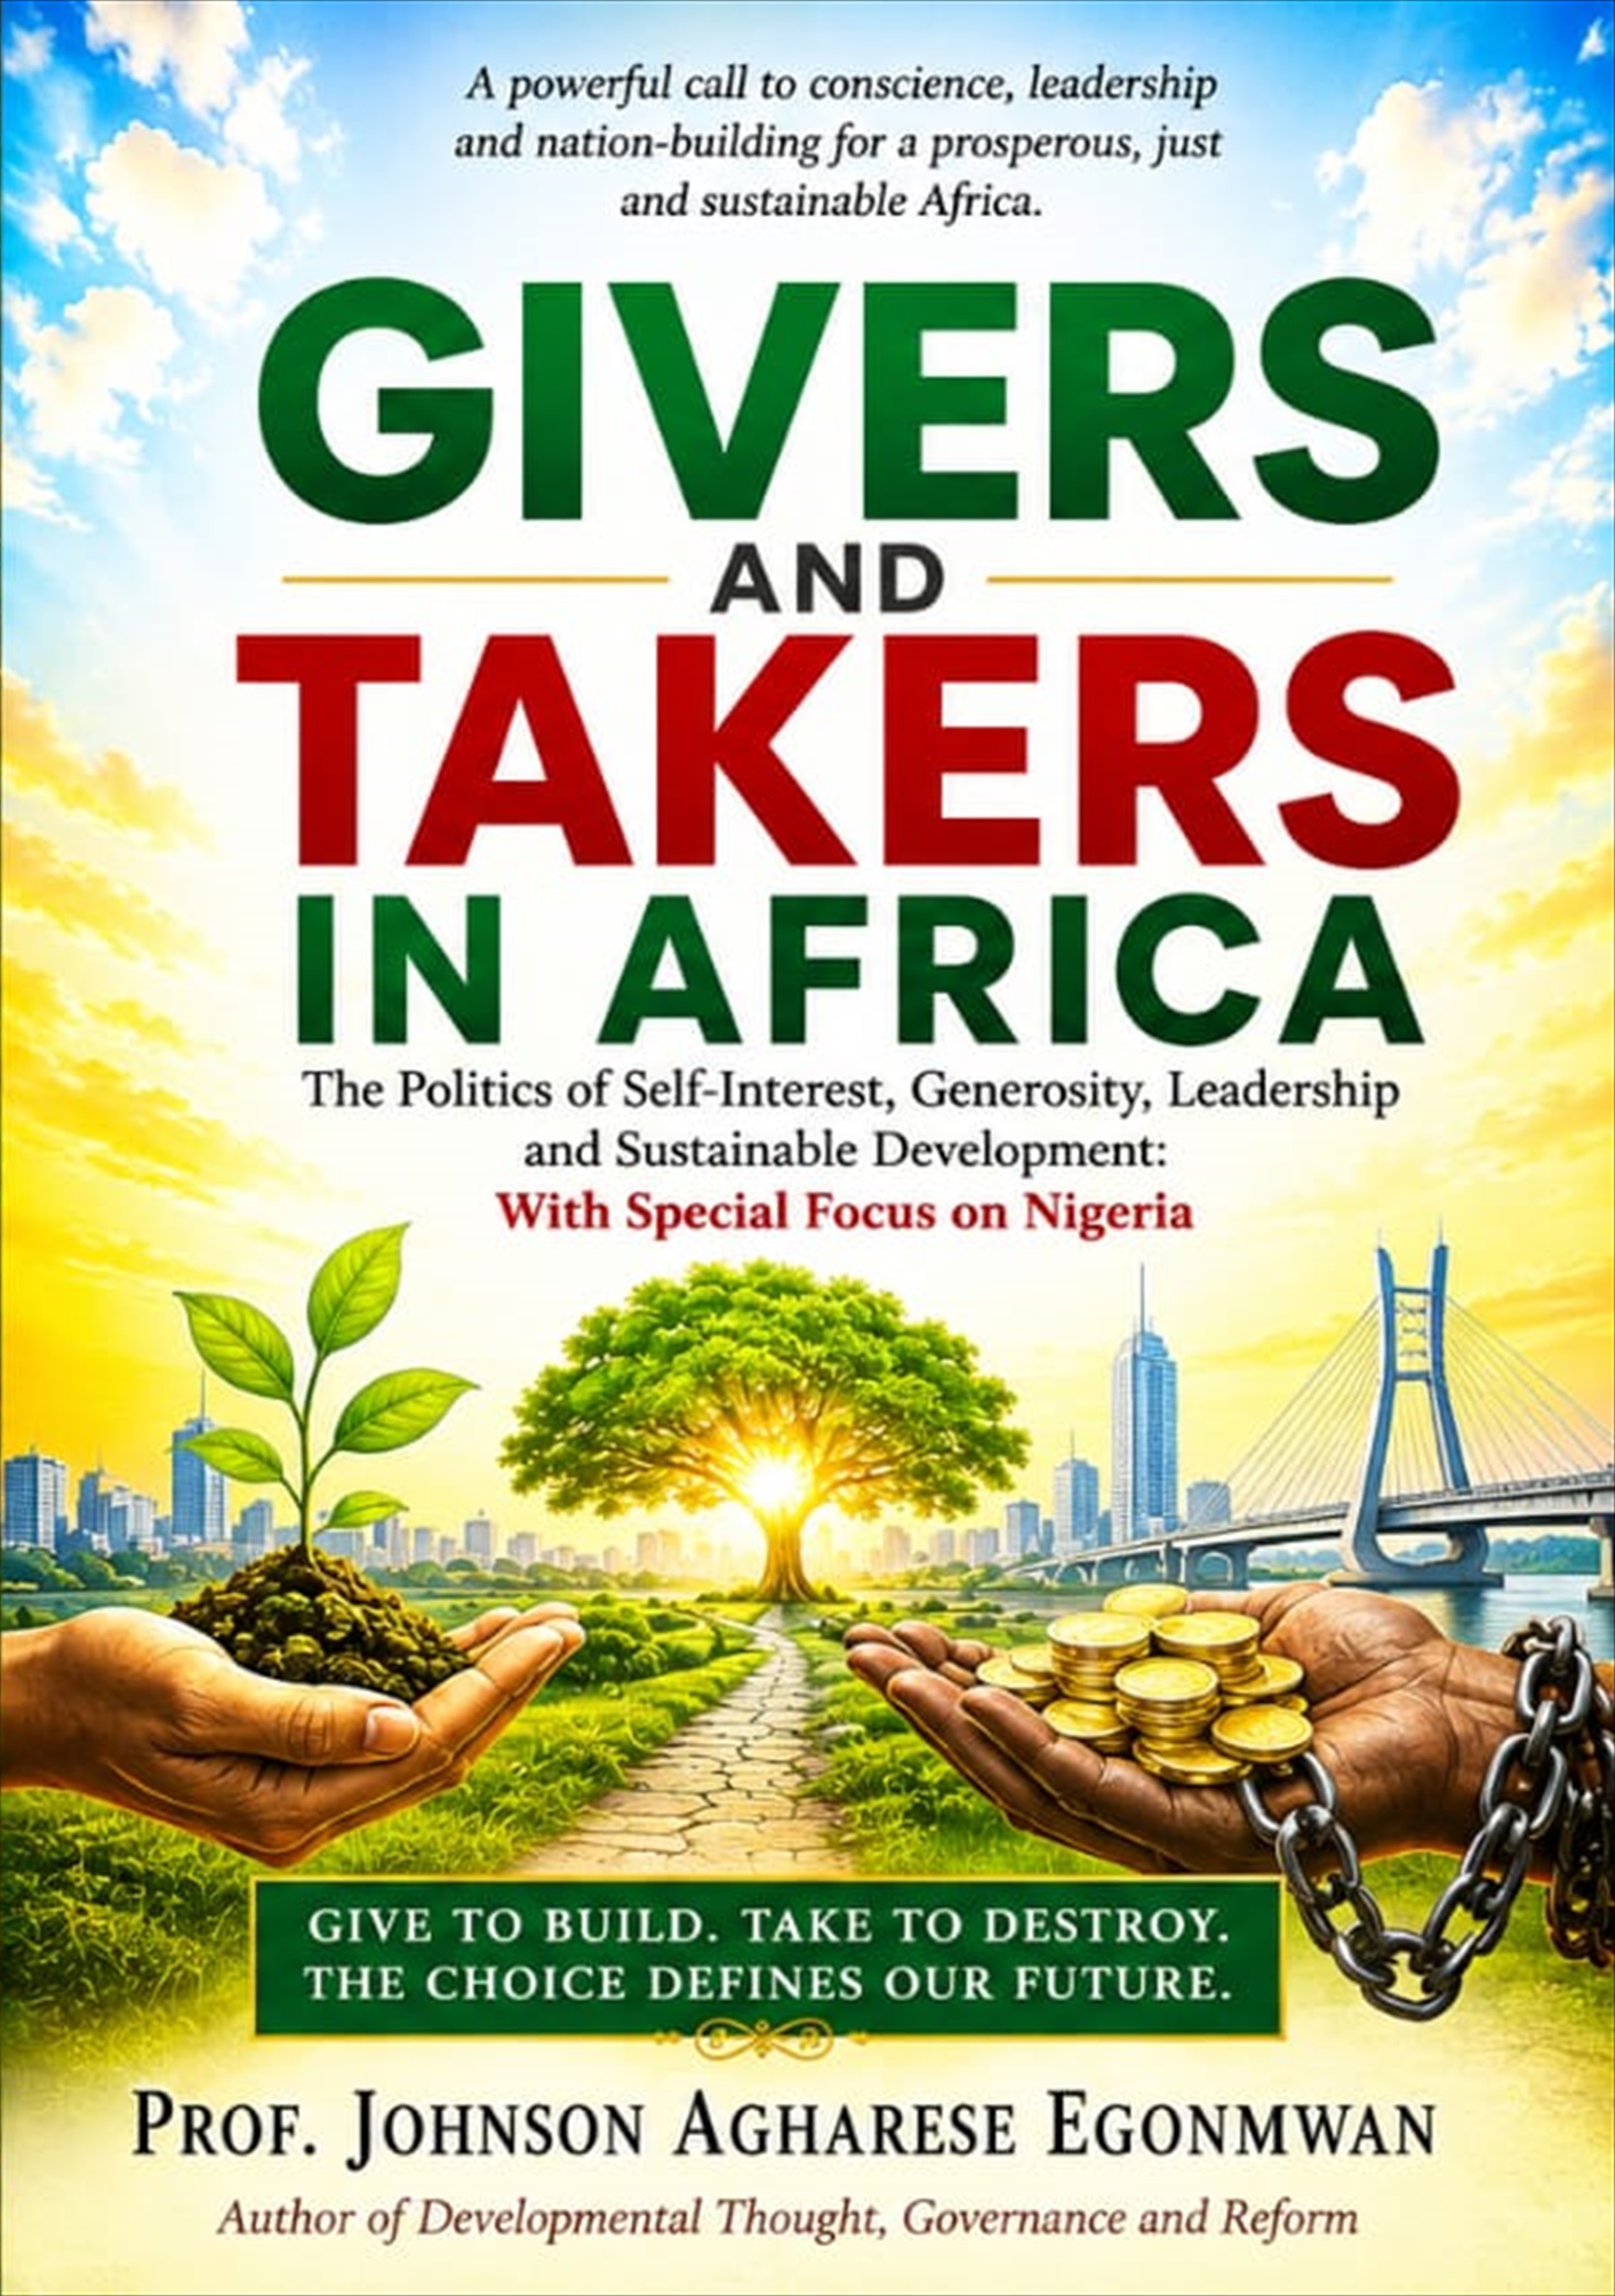 A powerful call to conscience, leadership
and nation-building for a prosperous, just
and sustainable Africa.
GIVERS
AND
TAKERS
IN AFRICA
The Politics of Self-Interest, Generosity, Leadership
and Sustainable Development:
With Special Focus on Nigeria
GIVE TO BUILD. TAKE TO DESTROY.
THE CHOICE DEFINES OUR FUTURE.
PROF. JOHNSON AGHARESE EGONMWAN
Author of Developmental Thought, Governance and Reform